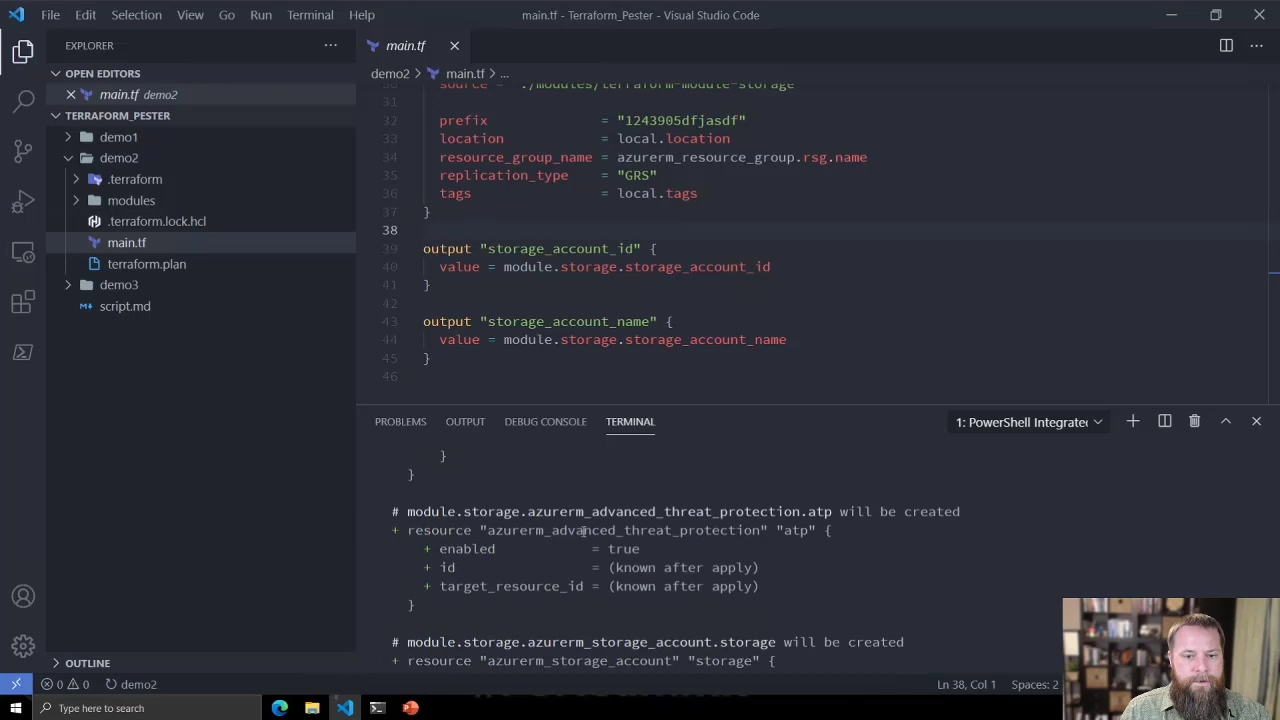 File Edit Selection View Go Run Terminal Help
main.tf - Terraform_Pester - Visual Studio Code
EXPLORER
OPEN EDITORS
main.tf demo2
TERRAFORM_PESTER
demo1
demo2
.terraform
modules
.terraform.lock.hcl
main.tf
terraform.plan
demo3
script.md
OUTLINE
main.tf
demo2 > main.tf > ...
30 source = "./modules/terraform-module-storage"
31
32 prefix = "1243905dfjasdf"
33 location = local.location
34 resource_group_name = azurerm_resource_group.rsg.name
35 replication_type = "GRS"
36 tags = local.tags
37 }
38
39 output "storage_account_id" {
40 value = module.storage.storage_account_id
41 }
42
43 output "storage_account_name" {
44 value = module.storage.storage_account_name
45 }
46
PROBLEMS OUTPUT DEBUG CONSOLE TERMINAL
1: PowerShell Integrated
}
}
# module.storage.azurerm_advanced_threat_protection.atp will be created
+ resource "azurerm_advanced_threat_protection" "atp" {
+ enabled = true
+ id = (known after apply)
+ target_resource_id = (known after apply)
}
# module.storage.azurerm_storage_account.storage will be created
+ resource "azurerm_storage_account" "storage" {
0 0 demo2
Ln 38, Col 1 Spaces: 2
Type here to search